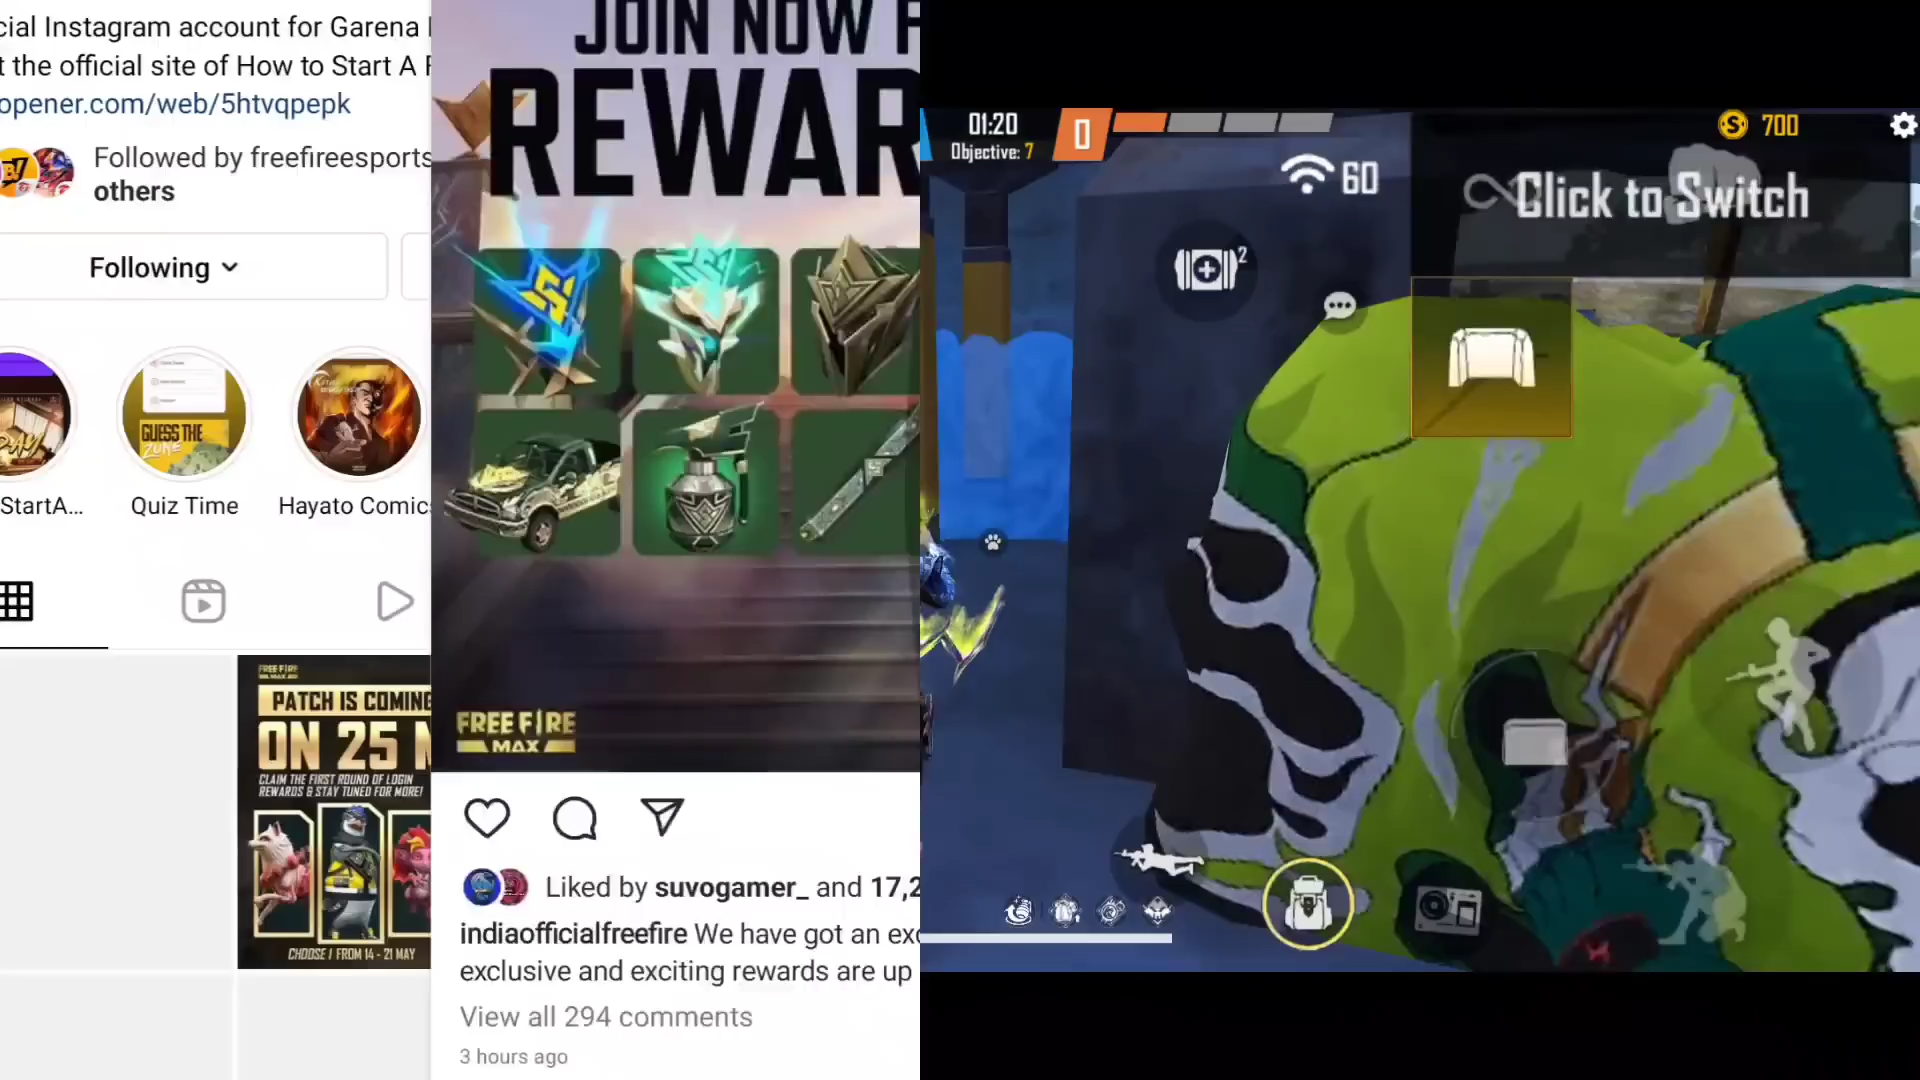 cial Instagram account for Garena
t the official site of How to Start A
opener.com/web/5htvqpepk
Followed by freefireesports
others
Following
StartA...
Quiz Time
Hayato Comics
GUESS THE
ZONE
FREE FIRE
PATCH IS COMING
ON 25 M
CLAIM THE FIRST ROUND OF LOGIN
REWARDS & STAY TUNED FOR MORE!
CHOOSE 1 FROM 14 - 21 MAY
JOIN NOW F
REWAR
FREE FIRE
MAX
Liked by suvogamer_ and 17,2
indiaofficialfreefire We have got an exc
exclusive and exciting rewards are up
View all 294 comments
3 hours ago
01:20
Objective: 7
0
60
2
700
Click to Switch